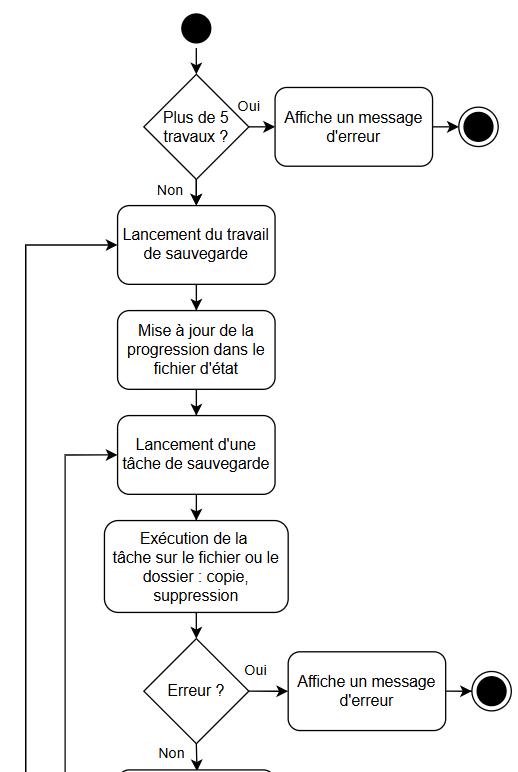 Plus de 5
travaux ?
Oui
Affiche un message
d'erreur
Non
Lancement du travail
de sauvegarde
Mise à jour de la
progression dans le
fichier d'état
Lancement d'une
tâche de sauvegarde
Exécution de la
tâche sur le fichier ou le
dossier : copie,
suppression
Erreur ?
Oui
Affiche un message
d'erreur
Non